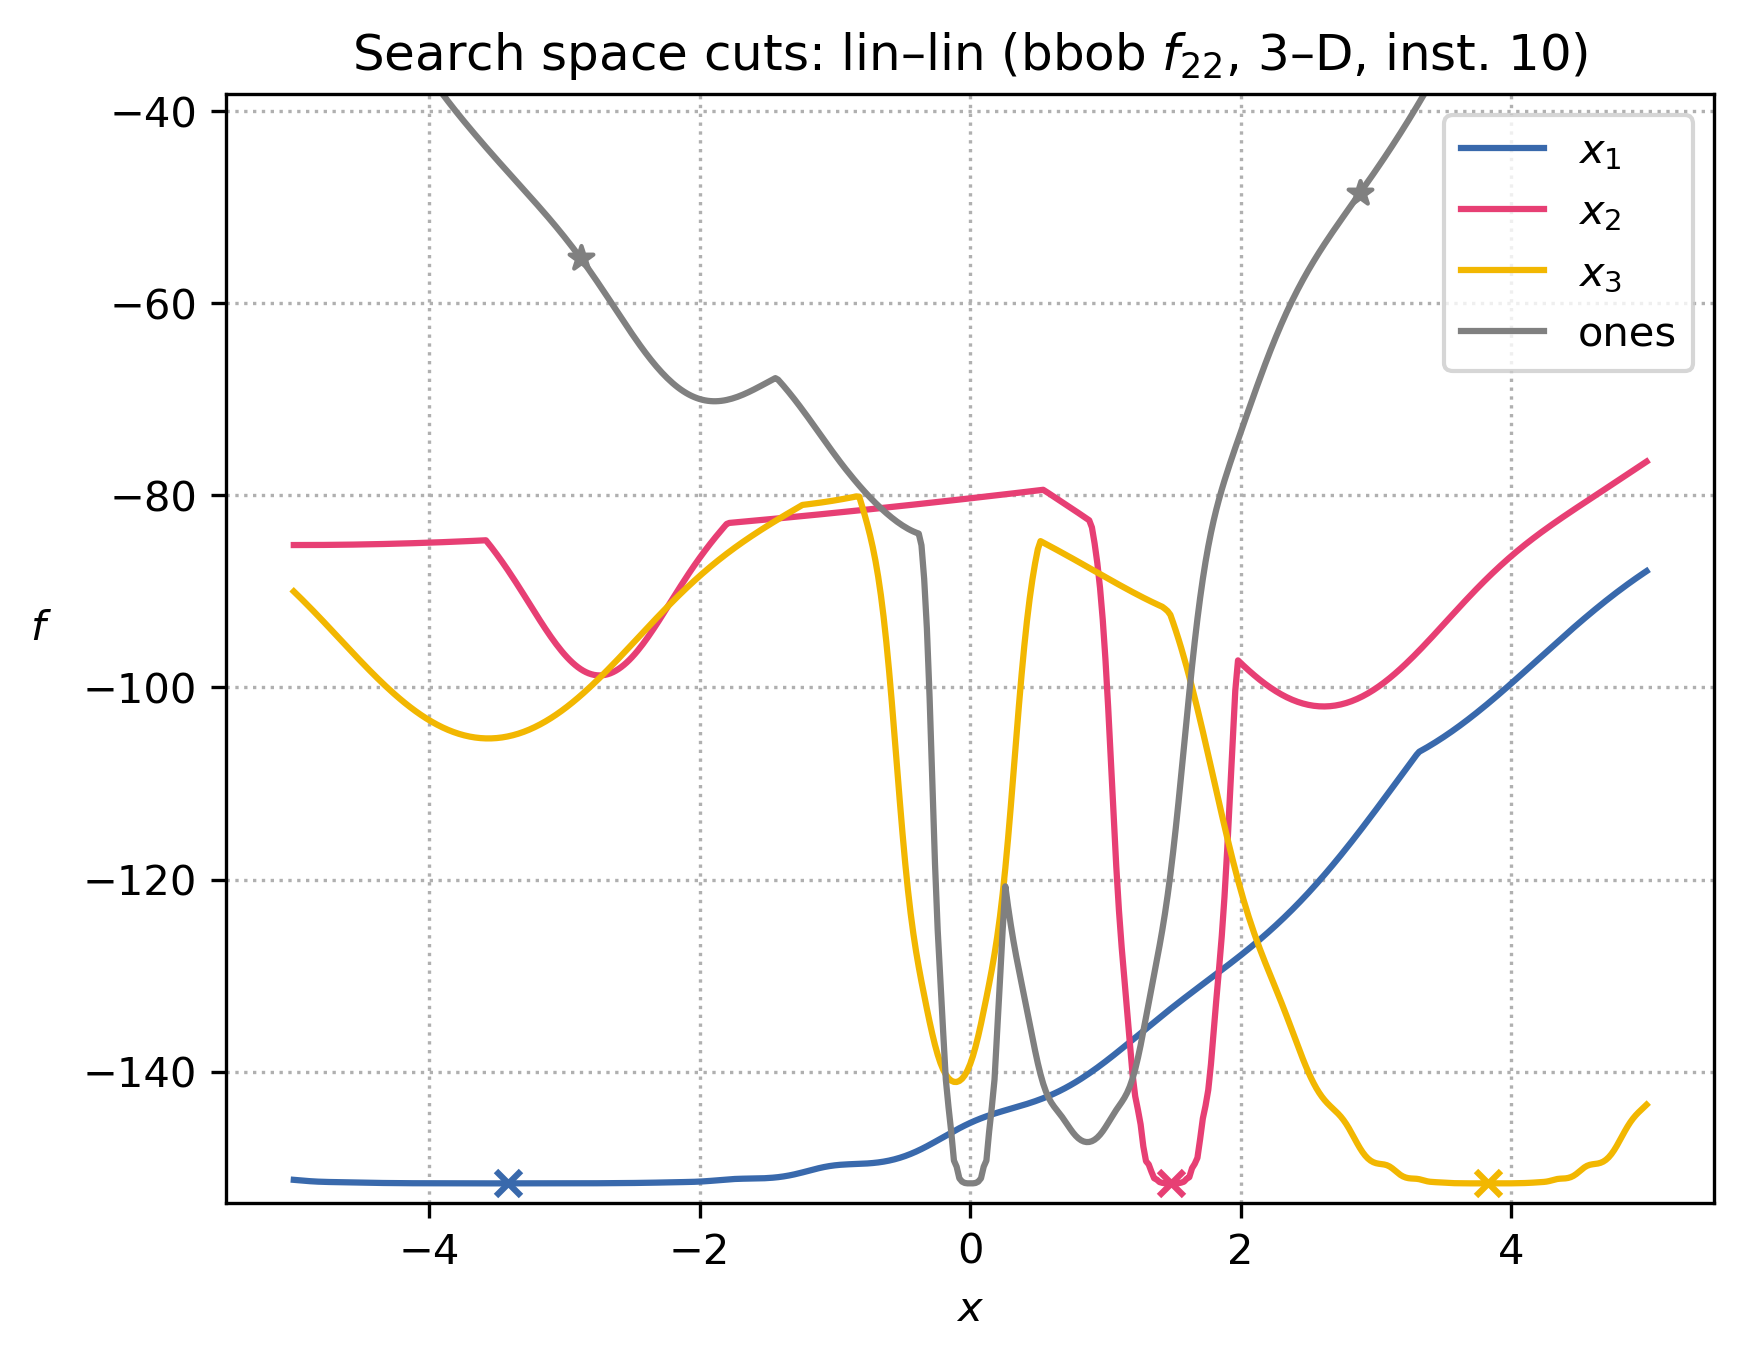 Search space cuts: lin–lin (bbob f₂₂, 3–D, inst. 10)
−40
−60
−80
−100
−120
−140
f
x₁
x₂
x₃
ones
−4
−2
0
2
4
x